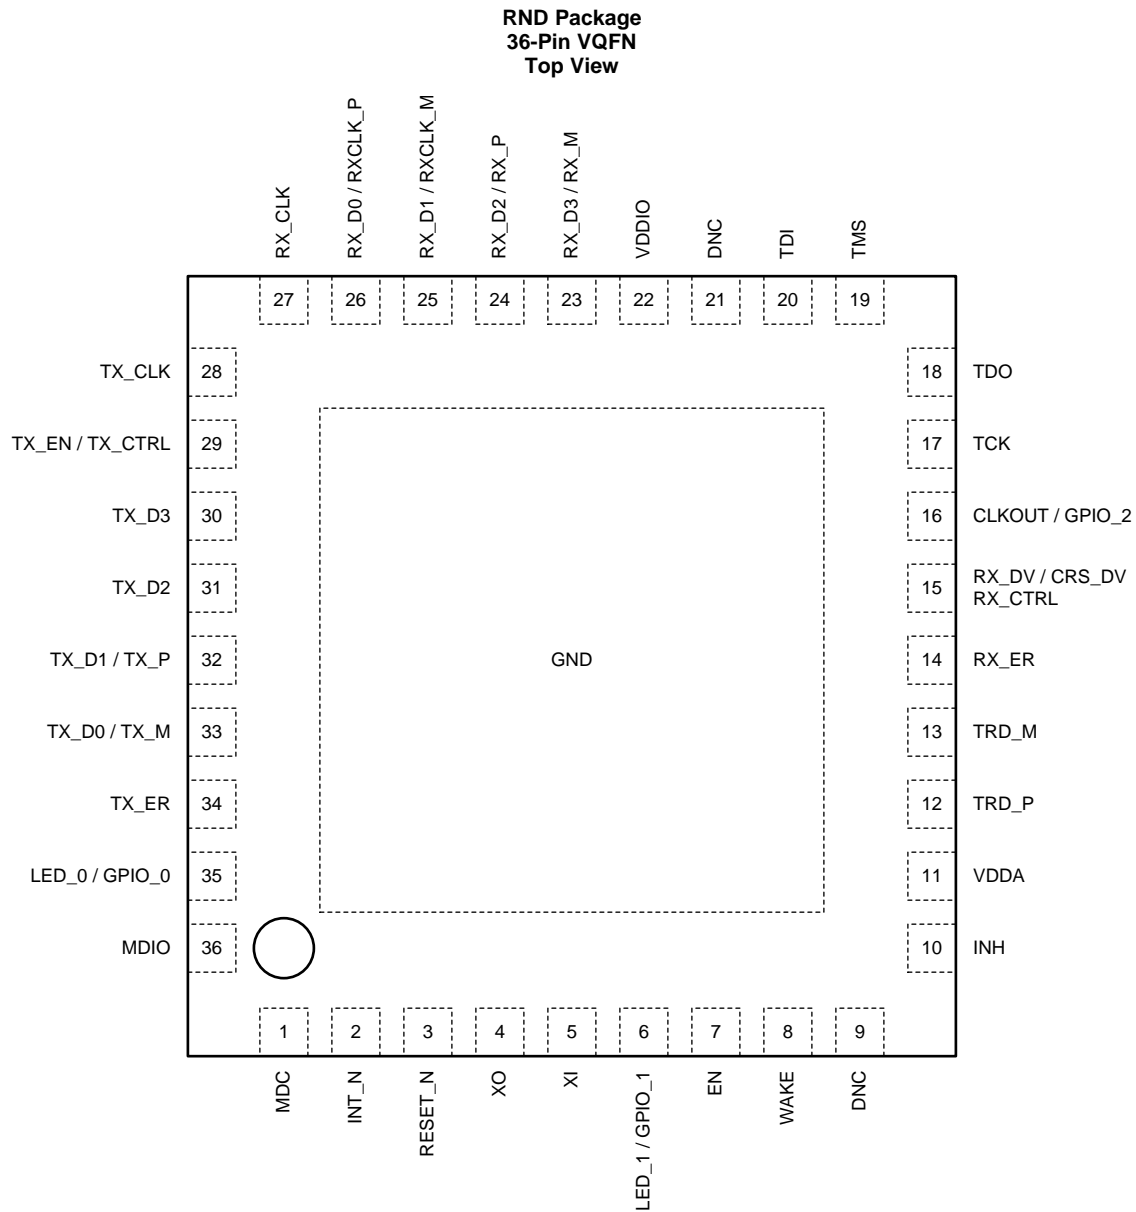 RND Package
36-Pin VQFN
Top View
RX_CLK
RX_D0 / RXCLK_P
RX_D1 / RXCLK_M
RX_D2 / RX_P
RX_D3 / RX_M
VDDIO
DNC
TDI
TMS
27
26
25
24
23
22
21
20
19
TX_CLK
28
18
TDO
TX_EN / TX_CTRL
29
17
TCK
TX_D3
30
16
CLKOUT / GPIO_2
TX_D2
31
15
RX_DV / CRS_DV
RX_CTRL
TX_D1 / TX_P
32
GND
14
RX_ER
TX_D0 / TX_M
33
13
TRD_M
TX_ER
34
12
TRD_P
LED_0 / GPIO_0
35
11
VDDA
MDIO
36
10
INH
1
2
3
4
5
6
7
8
9
MDC
INT_N
RESET_N
XO
XI
LED_1 / GPIO_1
EN
WAKE
DNC